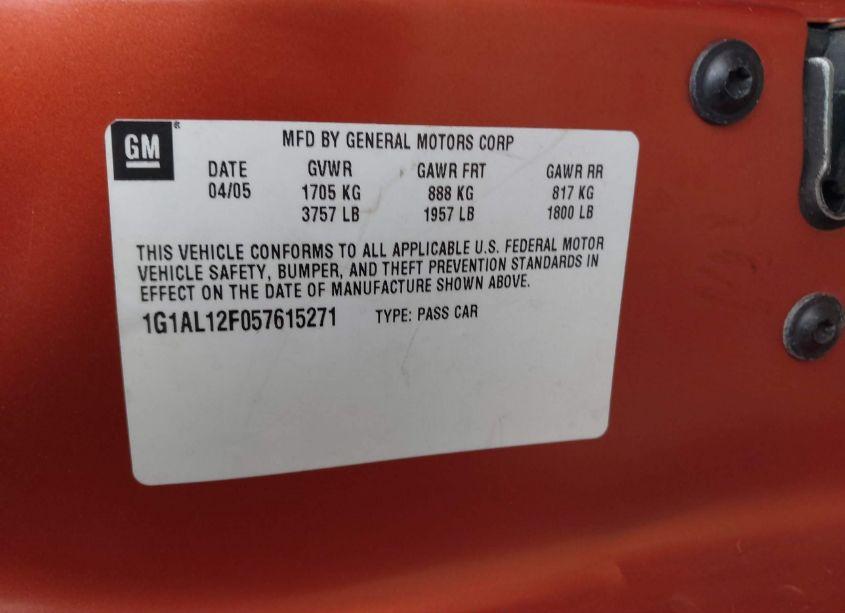 GM ®
MFD BY GENERAL MOTORS CORP
DATE GVWR GAWR FRT GAWR RR
04/05 1705 KG 888 KG 817 KG
3757 LB 1957 LB 1800 LB
THIS VEHICLE CONFORMS TO ALL APPLICABLE U.S. FEDERAL MOTOR
VEHICLE SAFETY, BUMPER, AND THEFT PREVENTION STANDARDS IN
EFFECT ON THE DATE OF MANUFACTURE SHOWN ABOVE.
1G1AL12F057615271 TYPE: PASS CAR